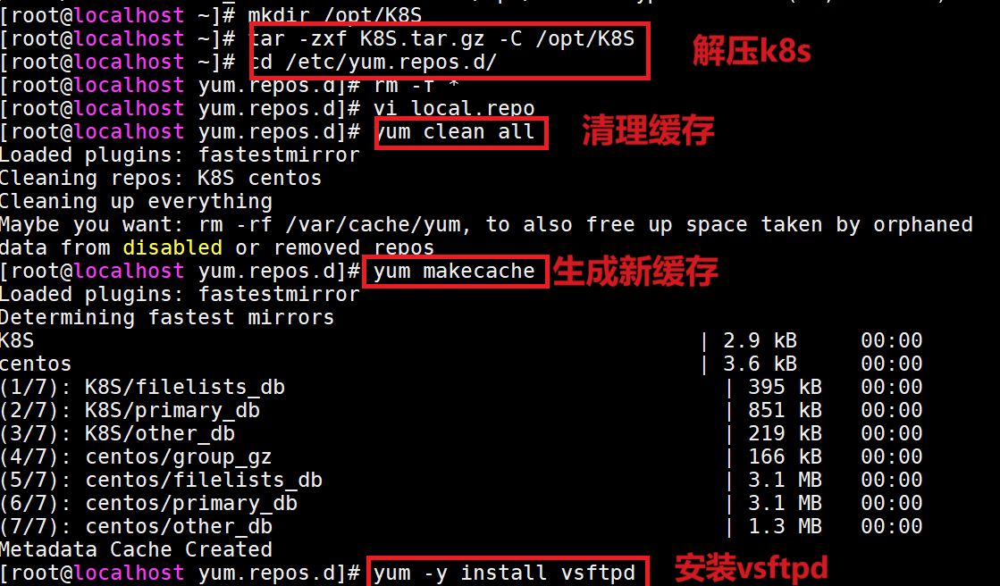 [root@localhost ~]# mkdir /opt/K8S
[root@localhost ~]# tar -zxf K8S.tar.gz -C /opt/K8S
解压k8s
[root@localhost ~]# cd /etc/yum.repos.d/
[root@localhost yum.repos.d]# rm -f *
[root@localhost yum.repos.d]# vi local.repo
[root@localhost yum.repos.d]# yum clean all
清理缓存
Loaded plugins: fastestmirror
Cleaning repos: K8S centos
Cleaning up everything
Maybe you want: rm -rf /var/cache/yum, to also free up space taken by orphaned
data from disabled or removed repos
[root@localhost yum.repos.d]# yum makecache
生成新缓存
Loaded plugins: fastestmirror
Determining fastest mirrors
K8S | 2.9 kB 00:00
centos | 3.6 kB 00:00
(1/7): K8S/filelists_db | 395 kB 00:00
(2/7): K8S/primary_db | 851 kB 00:00
(3/7): K8S/other_db | 219 kB 00:00
(4/7): centos/group_gz | 166 kB 00:00
(5/7): centos/filelists_db | 3.1 MB 00:00
(6/7): centos/primary_db | 3.1 MB 00:00
(7/7): centos/other_db | 1.3 MB 00:00
Metadata Cache Created
[root@localhost yum.repos.d]# yum -y install vsftpd
安装vsftpd